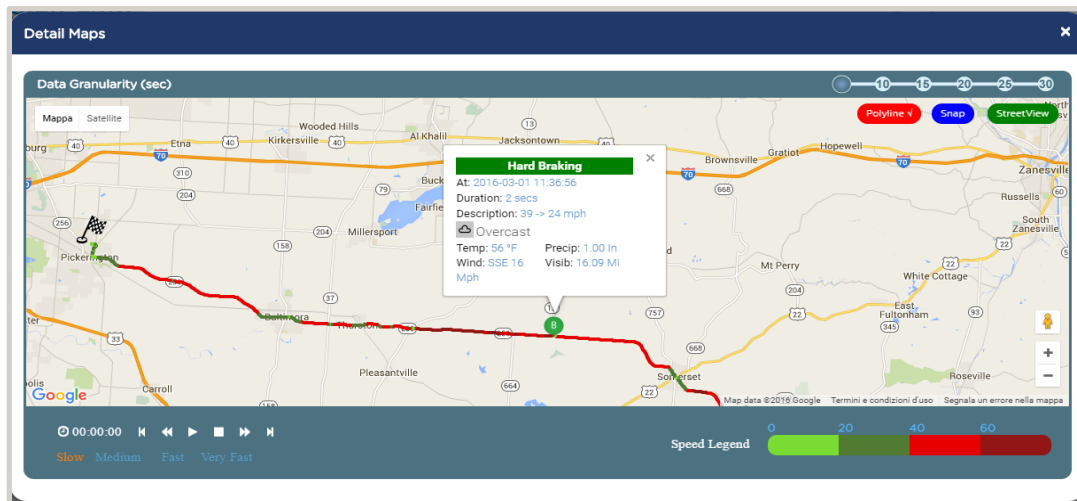 Detail Maps
×
Data Granularity (sec)
10 15 20 25 30
Mappa Satellite
Polyline √ Snap StreetView
Hard Braking
At: 2016-03-01 11:36:56
Duration: 2 secs
Description: 39 -> 24 mph
Overcast
Temp: 56 °F Precip: 1.00 In
Wind: SSE 16 Visib: 16.09 Mi
Mph
B
Etna
Kirkersville
Wooded Hills
Al Khalil
Jacksontown
Brownsville
Gratiot
Hopewell
Zanesville
Russells
South
Zanesville
Millersport
Mt Perry
White Cottage
East
Fultonham
Roseville
Pickerington
Baltimora
Thurston
Pleasantville
Somerset
Carroll
40
70
40
40
13
70
310
204
79
668
60
256
204
158
22
37
22
204
757
22
345
93
33
668
664
22
Google
Map data ©2016 Google Termini e condizioni d'uso Segnala un errore nella mappa
00:00:00
Slow Medium Fast Very Fast
Speed Legend
0 20 40 60